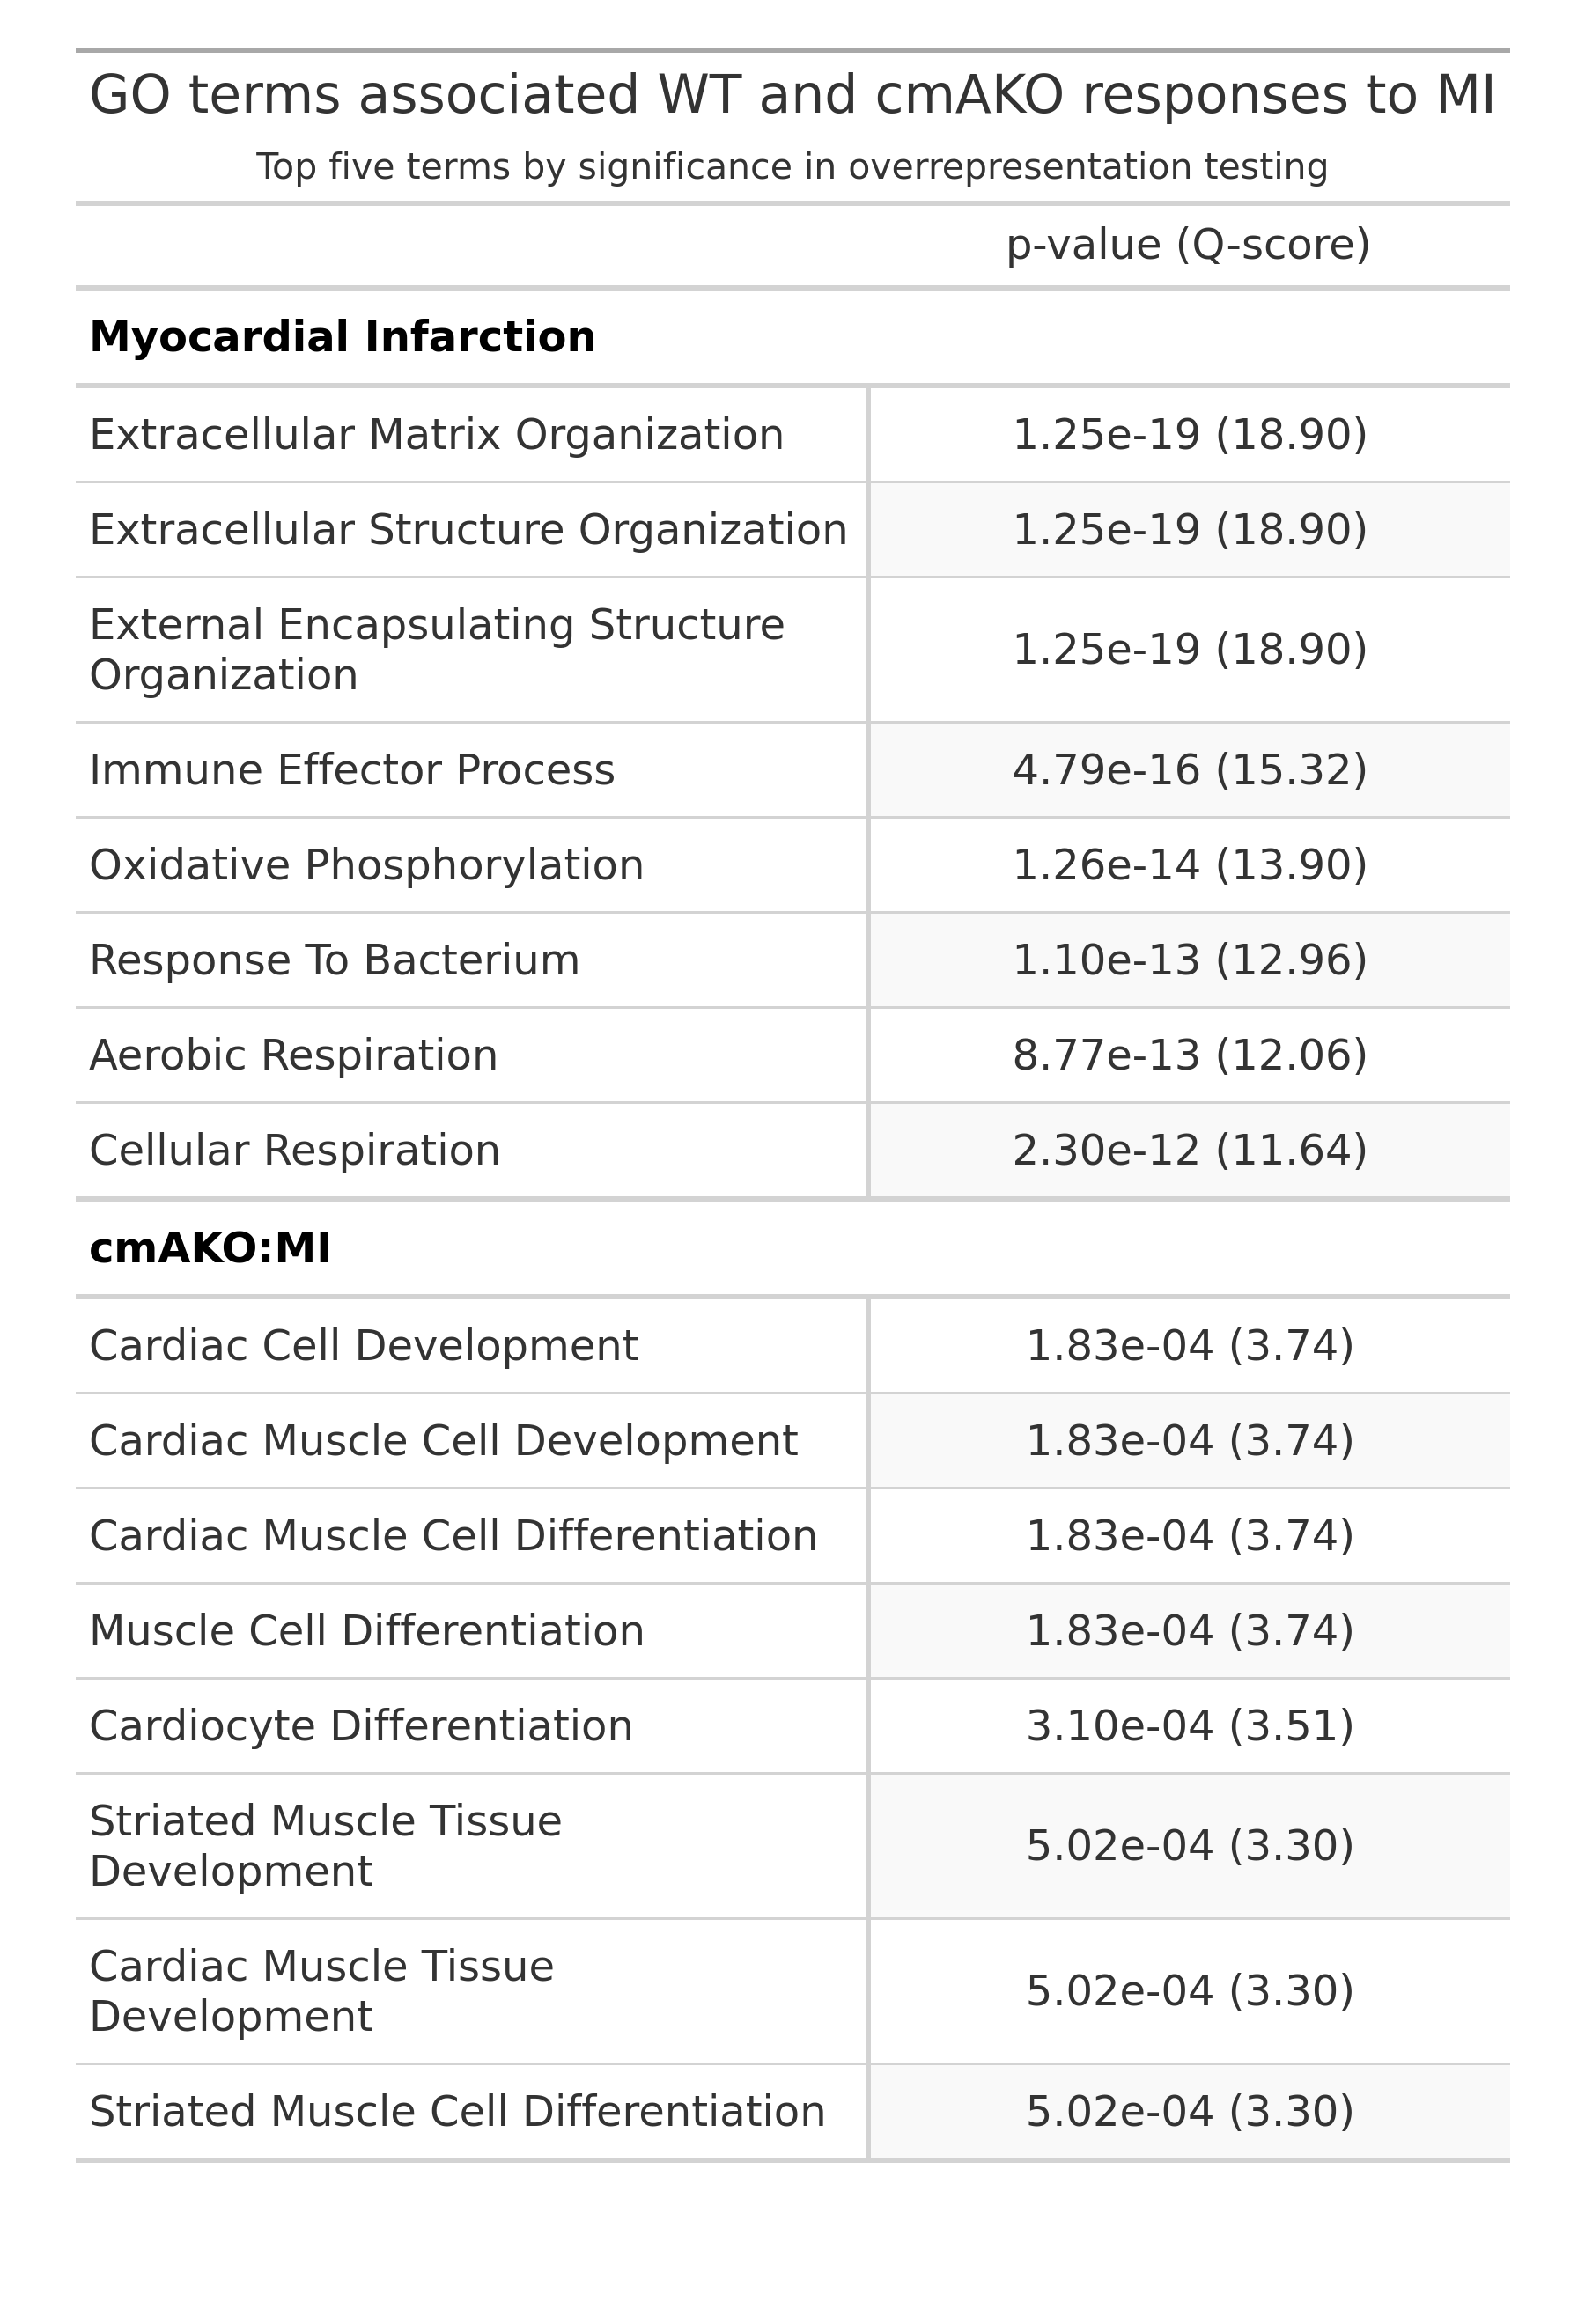 GO terms associated WT and cmAKO responses to MI
Top five terms by significance in overrepresentation testing
p-value (Q-score)
Myocardial Infarction
Extracellular Matrix Organization 1.25e-19 (18.90)
Extracellular Structure Organization 1.25e-19 (18.90)
External Encapsulating Structure
Organization 1.25e-19 (18.90)
Immune Effector Process 4.79e-16 (15.32)
Oxidative Phosphorylation 1.26e-14 (13.90)
Response To Bacterium 1.10e-13 (12.96)
Aerobic Respiration 8.77e-13 (12.06)
Cellular Respiration 2.30e-12 (11.64)
cmAKO:MI
Cardiac Cell Development 1.83e-04 (3.74)
Cardiac Muscle Cell Development 1.83e-04 (3.74)
Cardiac Muscle Cell Differentiation 1.83e-04 (3.74)
Muscle Cell Differentiation 1.83e-04 (3.74)
Cardiocyte Differentiation 3.10e-04 (3.51)
Striated Muscle Tissue
Development 5.02e-04 (3.30)
Cardiac Muscle Tissue
Development 5.02e-04 (3.30)
Striated Muscle Cell Differentiation 5.02e-04 (3.30)